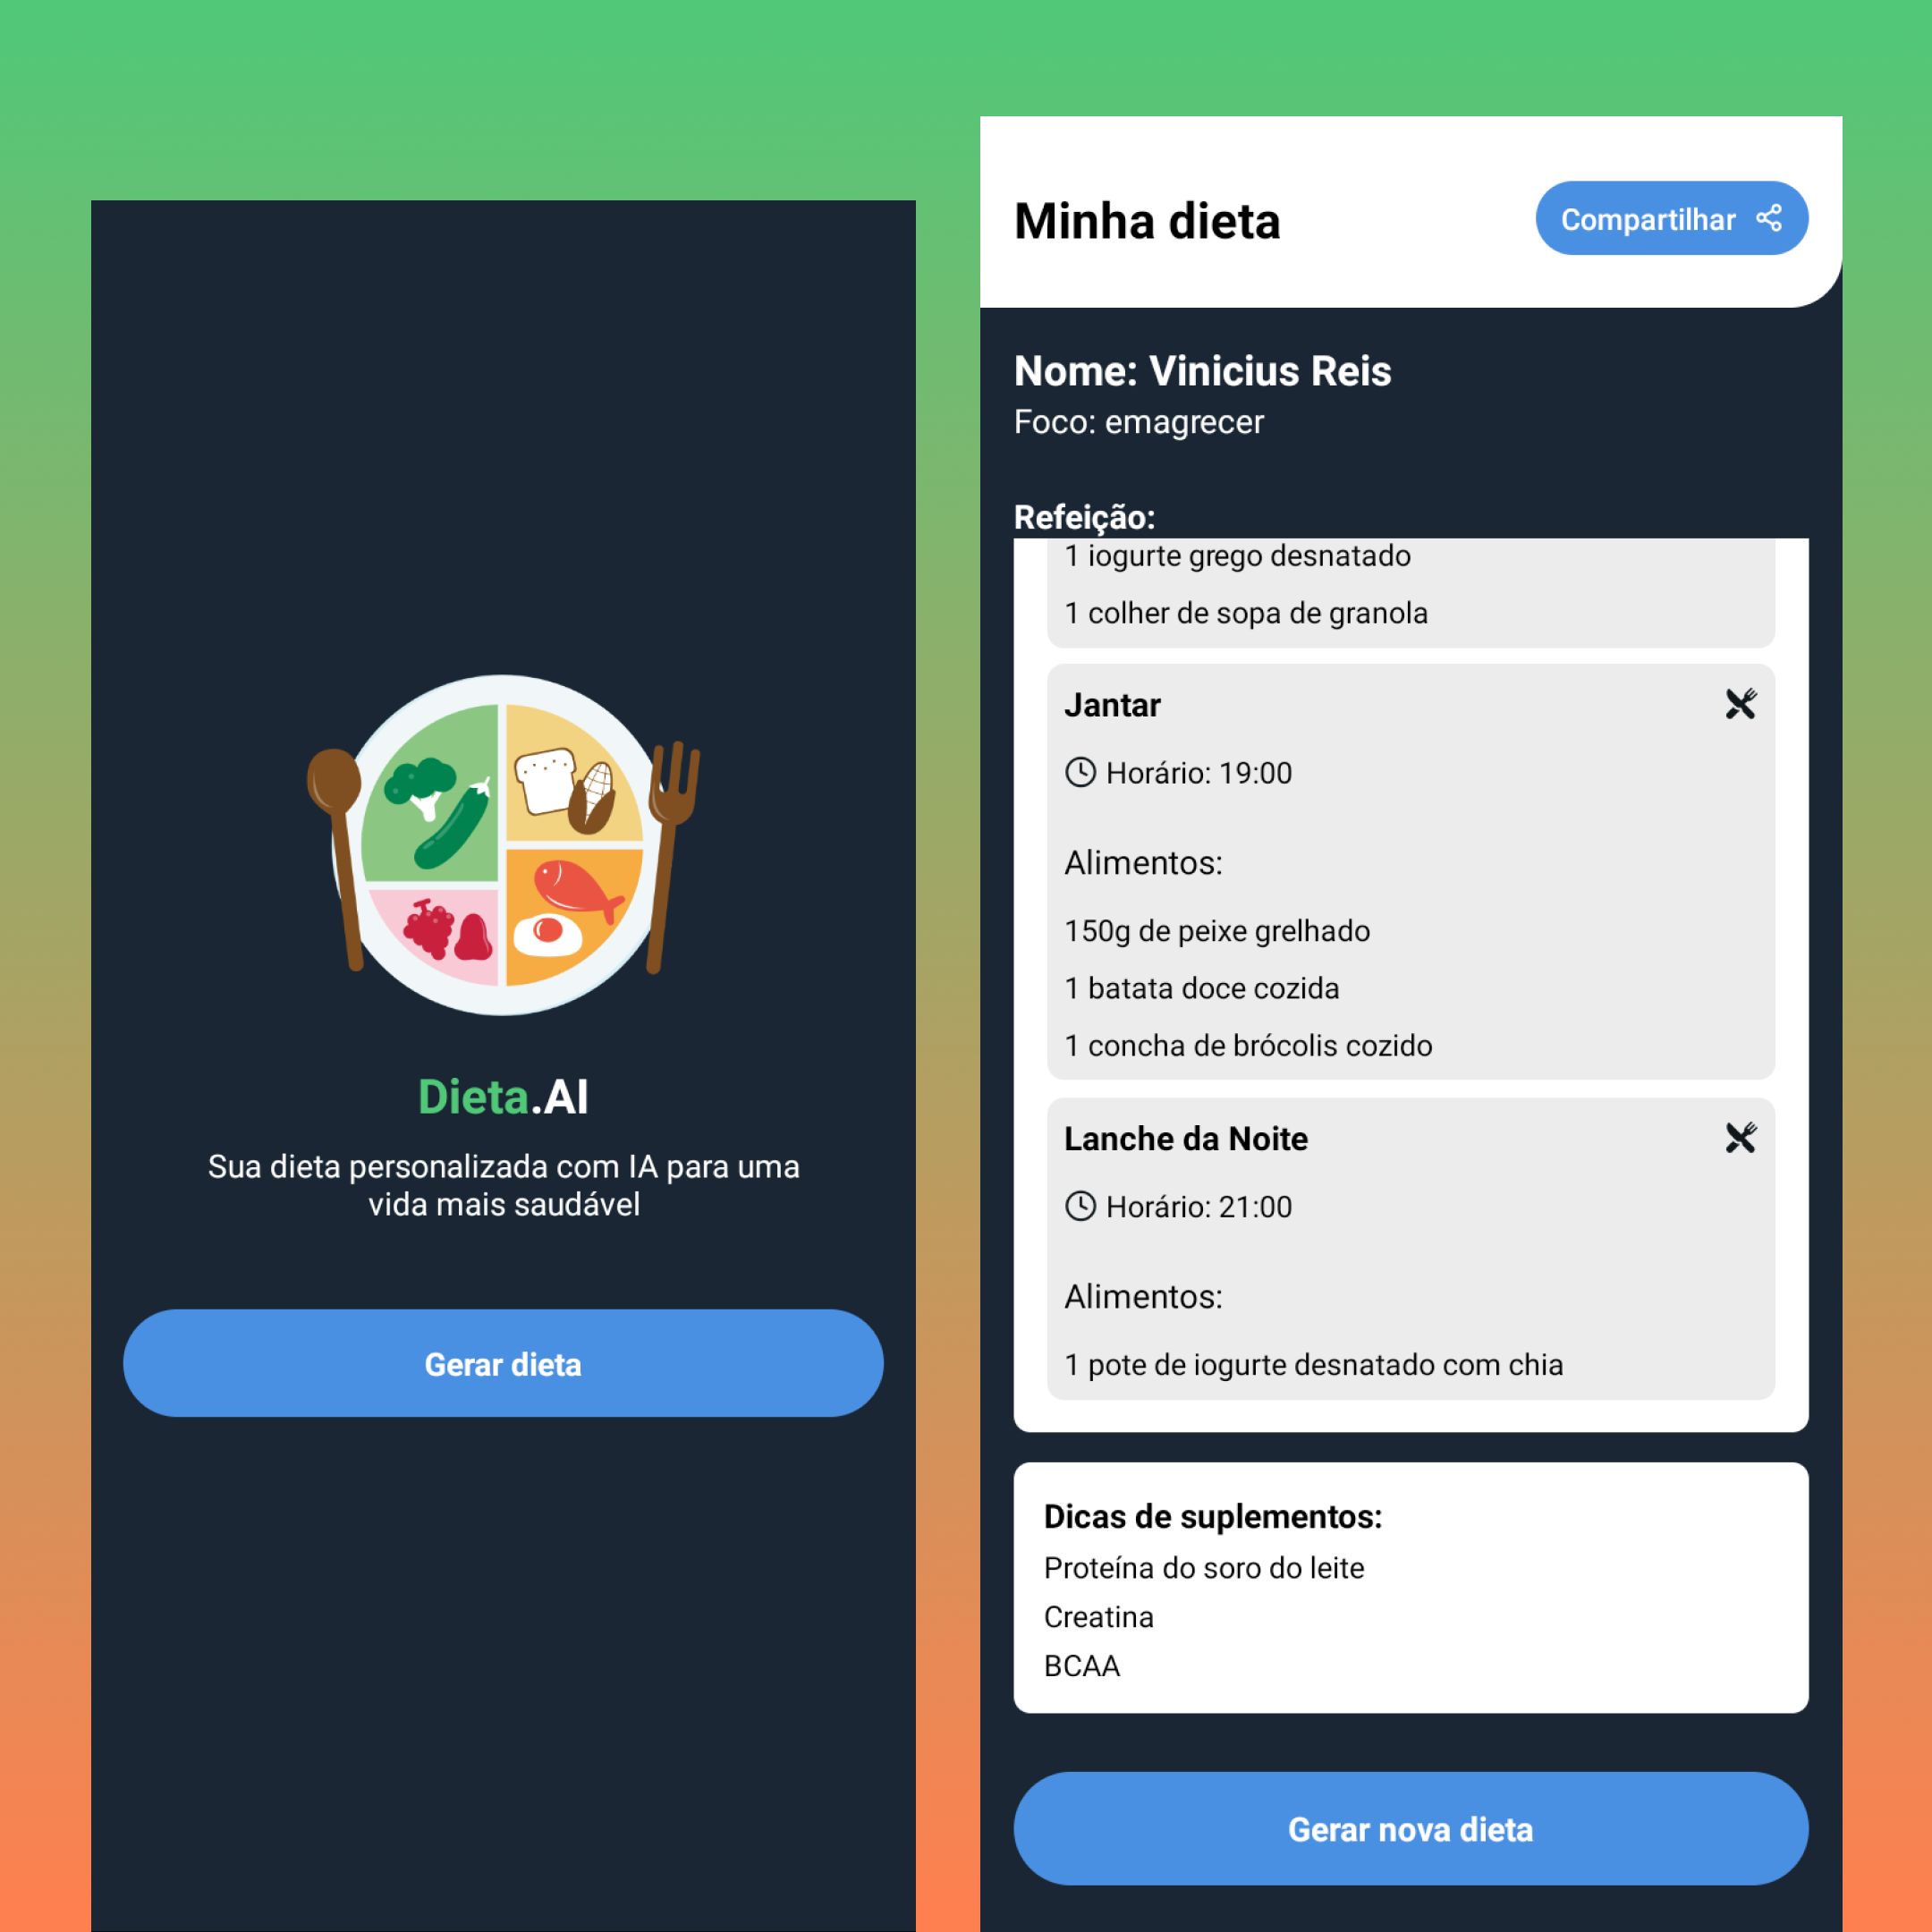 Dieta.AI
Sua dieta personalizada com IA para uma
vida mais saudável
Gerar dieta
Minha dieta
Compartilhar
Nome: Vinicius Reis
Foco: emagrecer
Refeição:
1 iogurte grego desnatado
1 colher de sopa de granola
Jantar
Horário: 19:00
Alimentos:
150g de peixe grelhado
1 batata doce cozida
1 concha de brócolis cozido
Lanche da Noite
Horário: 21:00
Alimentos:
1 pote de iogurte desnatado com chia
Dicas de suplementos:
Proteína do soro do leite
Creatina
BCAA
Gerar nova dieta